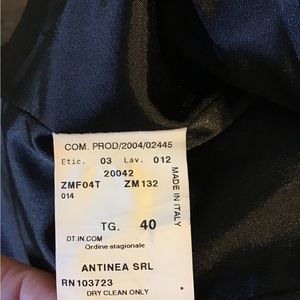 COM. PROD/2004/02445
Etic. 03 Lav. 012
20042
ZMF04T ZM132
014
TG. 40
DT.IN.COM
Ordine stagionale
ANTINEA SRL
RN103723
DRY CLEAN ONLY
MADE IN ITALY